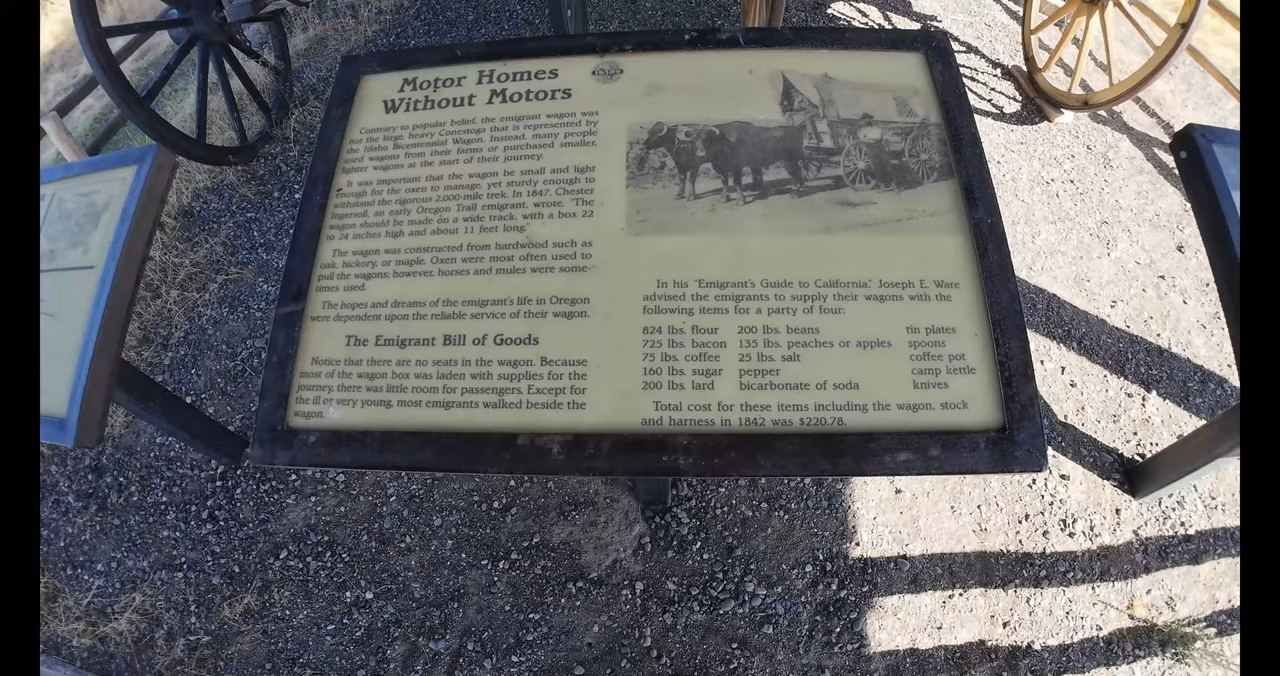 Motor Homes
Without Motors
Contrary to popular belief, the emigrant wagon was
not the large, heavy Conestoga that is represented by
the Idaho Bicentennial Wagon. Instead, many people
used wagons from their farms or purchased smaller,
lighter wagons at the start of their journey.
It was important that the wagon be small and light
enough for the oxen to manage, yet sturdy enough to
withstand the rigorous 2,000-mile trek. In 1847, Chester
Ingersoll, an early Oregon Trail emigrant, wrote, "The
wagon should be made on a wide track, with a box 22
to 24 inches high and about 11 feet long."
The wagon was constructed from hardwood such as
oak, hickory, or maple. Oxen were most often used to
pull the wagons; however, horses and mules were some-
times used.
The hopes and dreams of the emigrant's life in Oregon
were dependent upon the reliable service of their wagon.
The Emigrant Bill of Goods
Notice that there are no seats in the wagon. Because
most of the wagon box was laden with supplies for the
journey, there was little room for passengers. Except for
the ill or very young, most emigrants walked beside the
wagon.
In his "Emigrant's Guide to California," Joseph E. Ware
advised the emigrants to supply their wagons with the
following items for a party of four:
824 lbs. flour 200 lbs. beans tin plates
725 lbs. bacon 135 lbs. peaches or apples spoons
75 lbs. coffee 25 lbs. salt coffee pot
160 lbs. sugar pepper camp kettle
200 lbs. lard bicarbonate of soda knives
Total cost for these items including the wagon, stock
and harness in 1842 was $220.78.